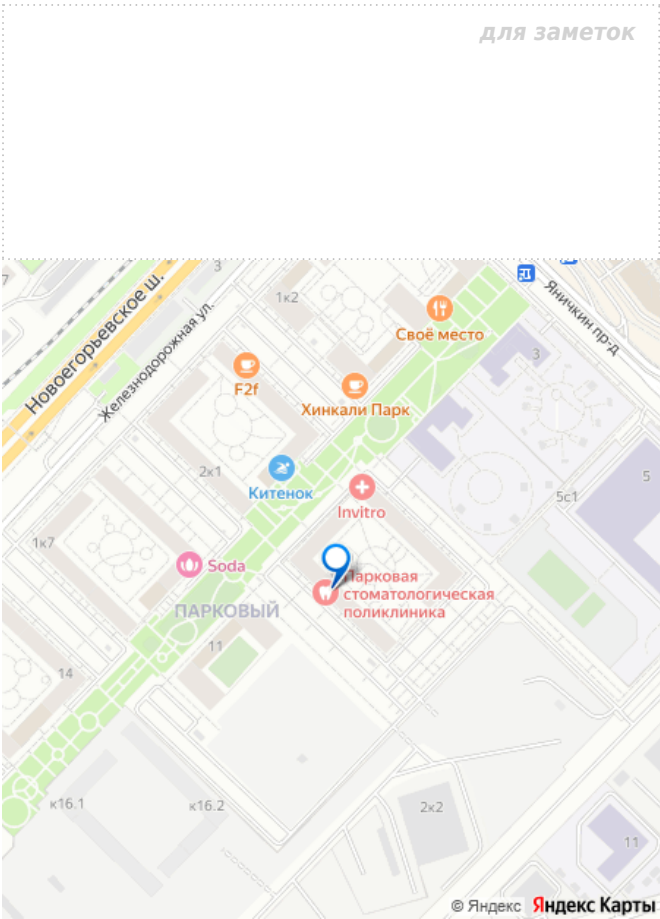 для заметок
7
3
Новоегорьевское ш.
Железнодорожная ул.
Яничкин пр-д
1к2
Своё место
3
F2f
Хинкали Парк
2к1
Китенок
Invitro
5
5с1
1к7
Soda
Парковая
стоматологическая
поликлиника
ПАРКОВЫЙ
11
14
к16.1
к16.2
2к2
11
© Яндекс Яндекс Карты